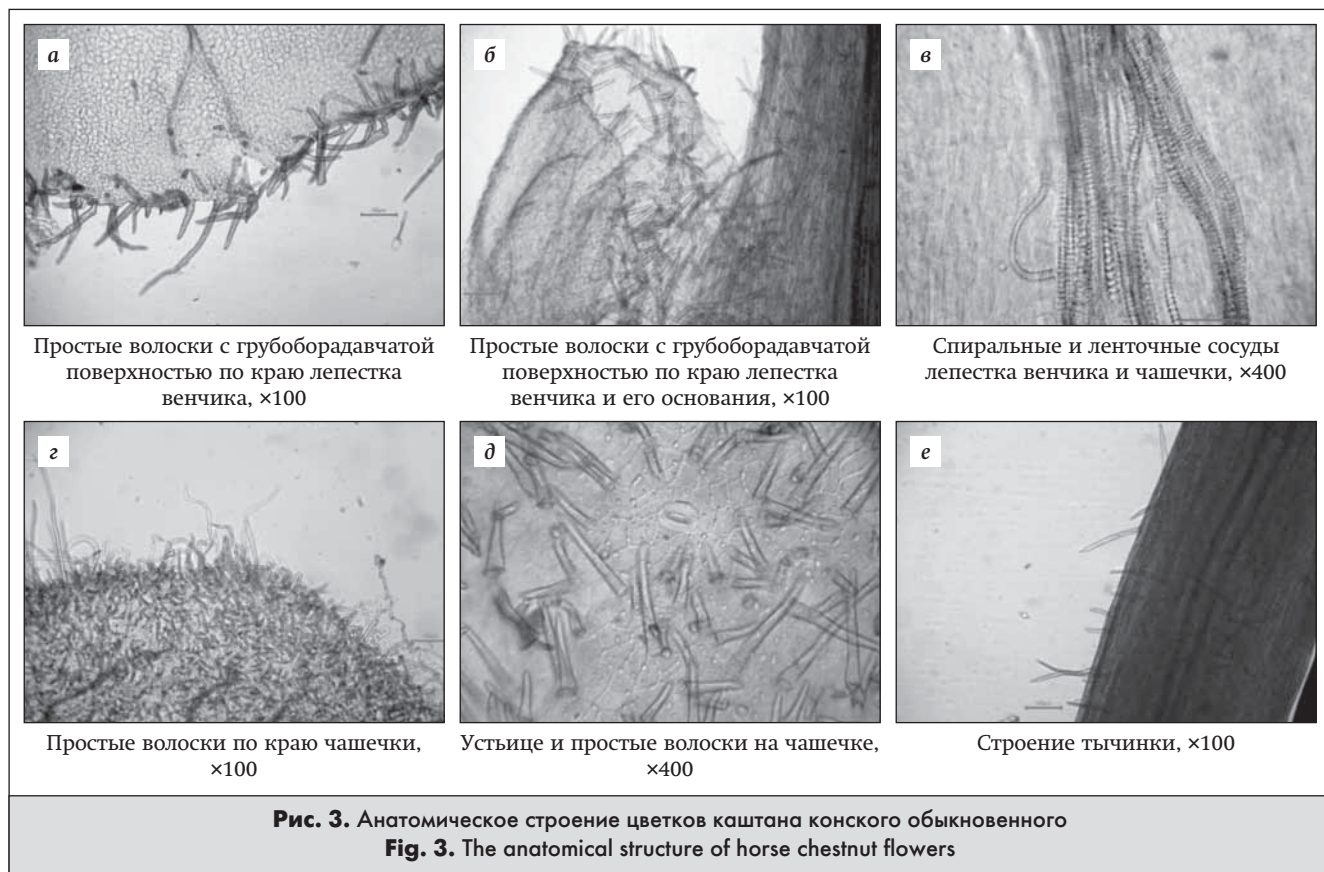 а
б
в
Простые волоски с грубобородавчатой
поверхностью по краю лепестка
венчика, ×100
Простые волоски с грубобородавчатой
поверхностью по краю лепестка
венчика и его основания, ×100
Спиральные и ленточные сосуды
лепестка венчика и чашечки, ×400
г
д
е
Простые волоски по краю чашечки,
×100
Устьице и простые волоски на чашечке,
×400
Строение тычинки, ×100
Рис. 3. Анатомическое строение цветков каштана конского обыкновенного
Fig. 3. The anatomical structure of horse chestnut flowers